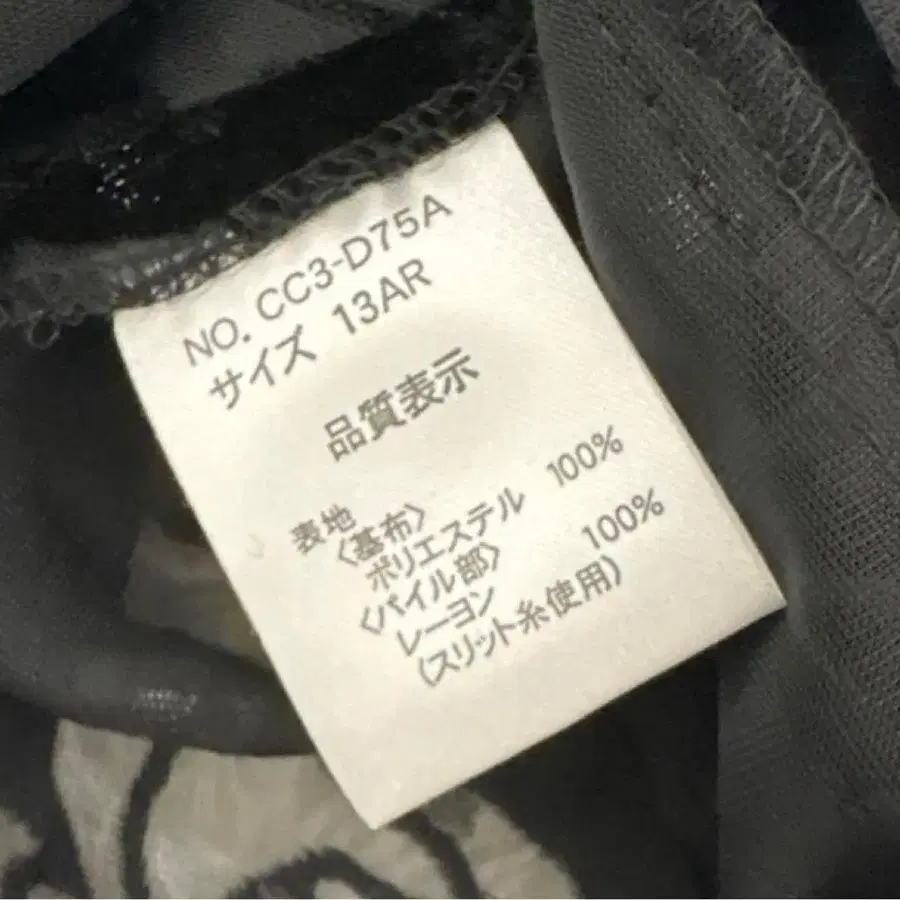 NO. CC3-D75A
サイズ 13AR
品質表示
表地
〈基布〉
ポリエステル 100%
〈パイル部〉
レーヨン 100%
(スリット糸使用)